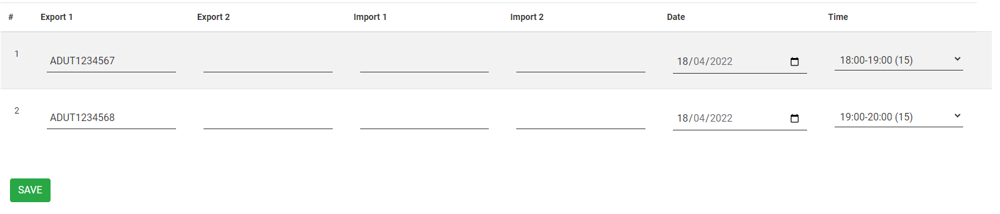 # Export 1 Export 2 Import 1 Import 2 Date Time
1 ADUT1234567 18/04/2022 18:00-19:00 (15)
2 ADUT1234568 18/04/2022 19:00-20:00 (15)
SAVE